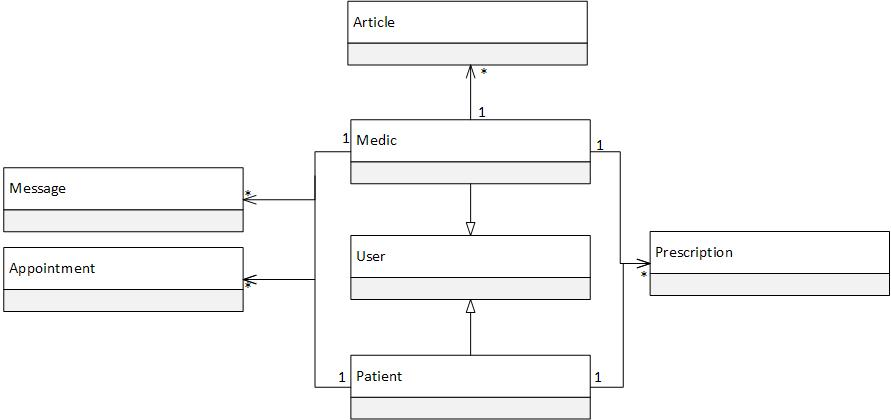 Article
*
1
1 Medic 1
Message *
User
Prescription
Appointment *
*
1 Patient 1